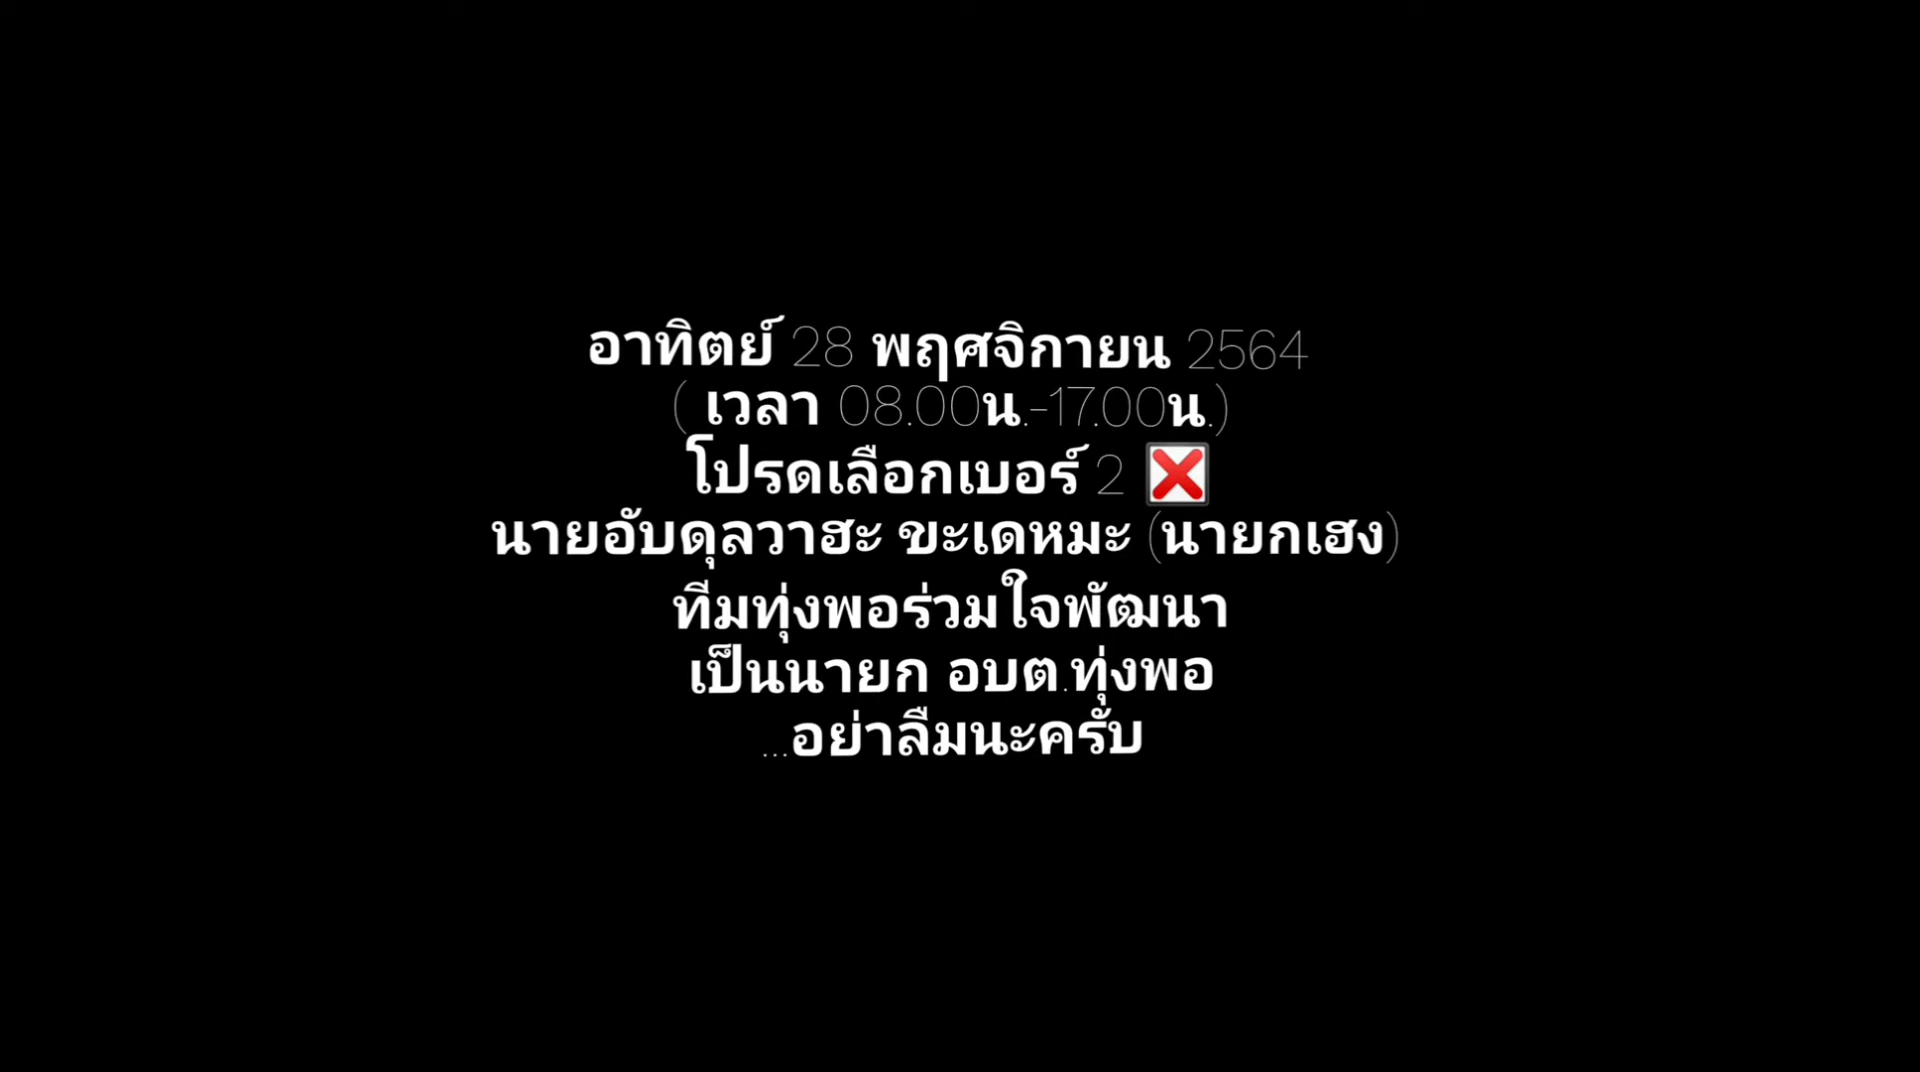 อาทิตย์ 28 พฤศจิกายน 2564
( เวลา 08.00น.-17.00น.)
โปรดเลือกเบอร์ 2 ❌
นายอับดุลวาฮะ ขะเดหมะ (นายกเฮง)
ทีมทุ่งพอร่วมใจพัฒนา
เป็นนายก อบต.ทุ่งพอ
...อย่าลืมนะครับ